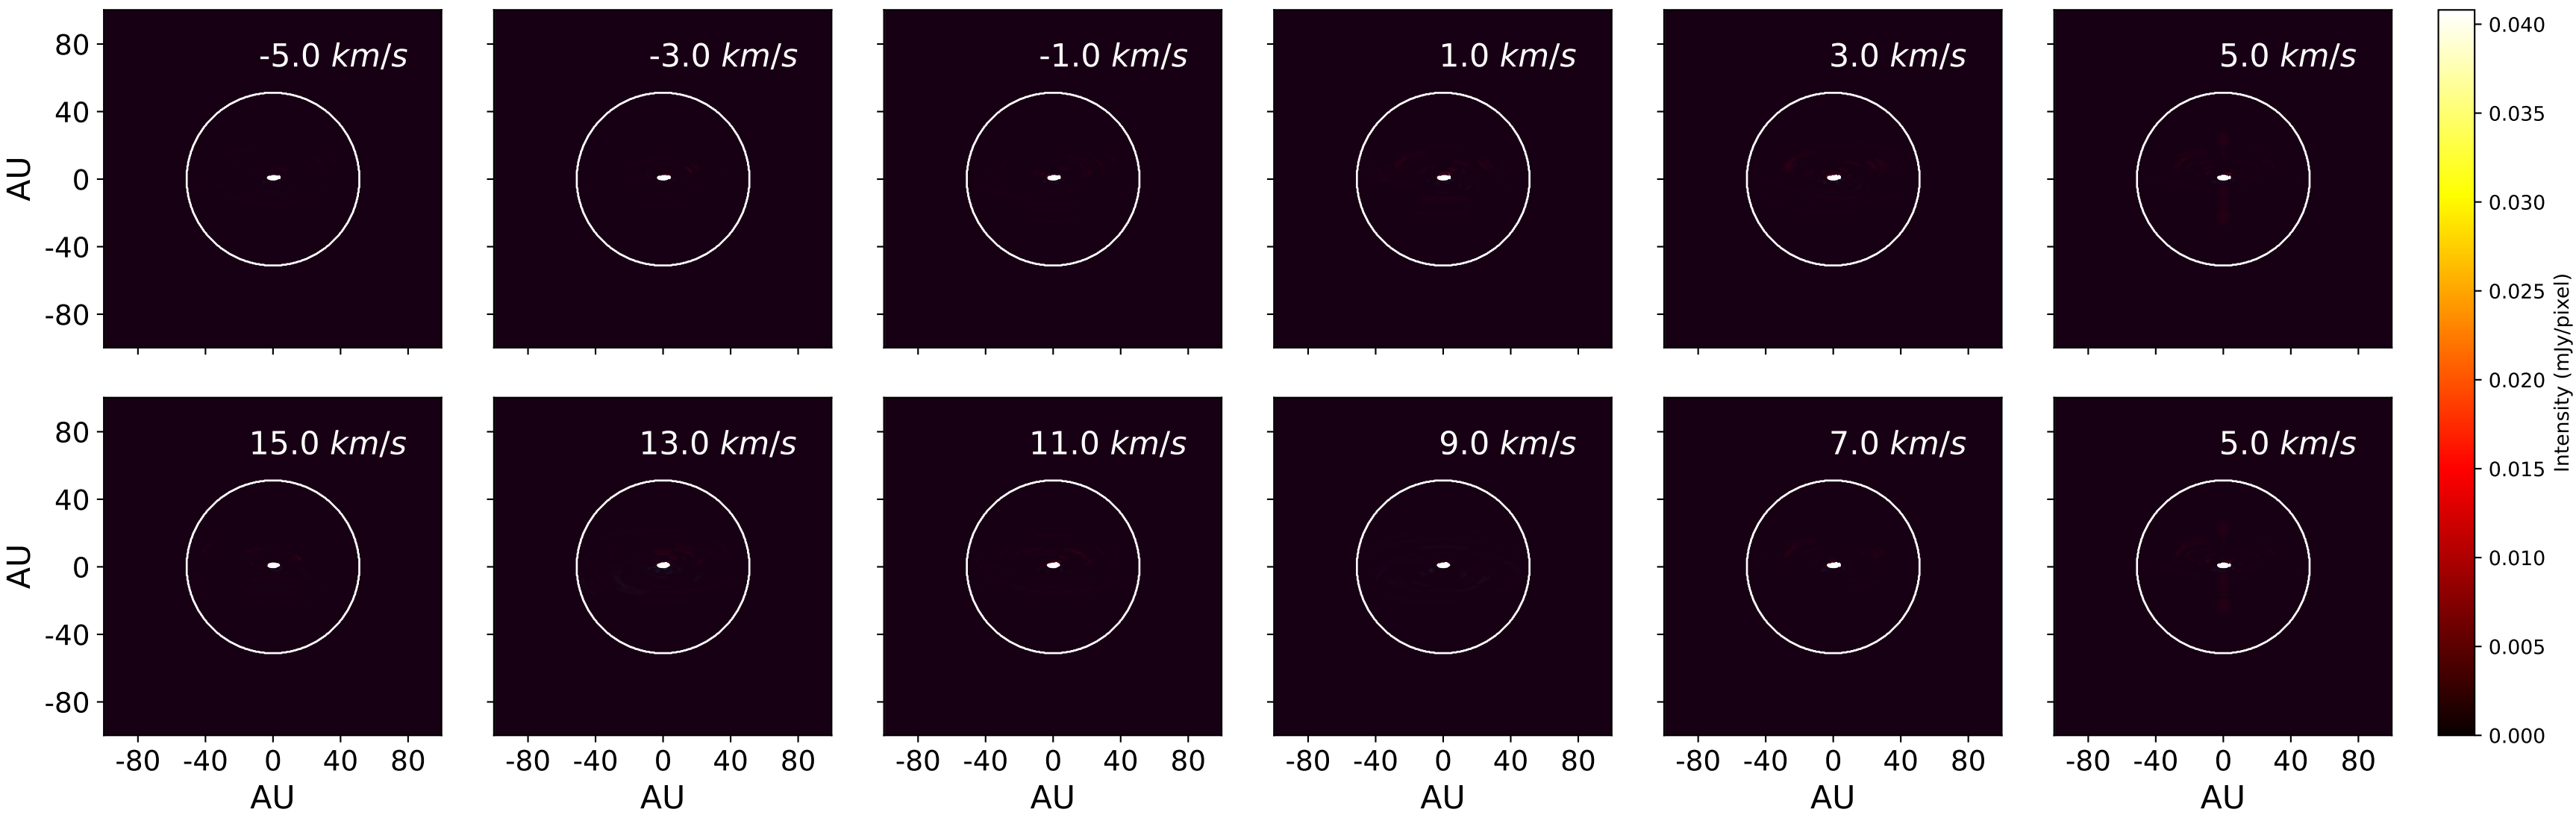 -5.0 km/s
-3.0 km/s
-1.0 km/s
1.0 km/s
3.0 km/s
5.0 km/s
80
40
0
-40
-80
AU
15.0 km/s
13.0 km/s
11.0 km/s
9.0 km/s
7.0 km/s
5.0 km/s
80
40
0
-40
-80
AU
-80 -40 0 40 80
-80 -40 0 40 80
-80 -40 0 40 80
-80 -40 0 40 80
-80 -40 0 40 80
-80 -40 0 40 80
AU
AU
AU
AU
AU
AU
0.040
0.035
0.030
0.025
0.020
0.015
0.010
0.005
0.000
Intensity (mJy/pixel)